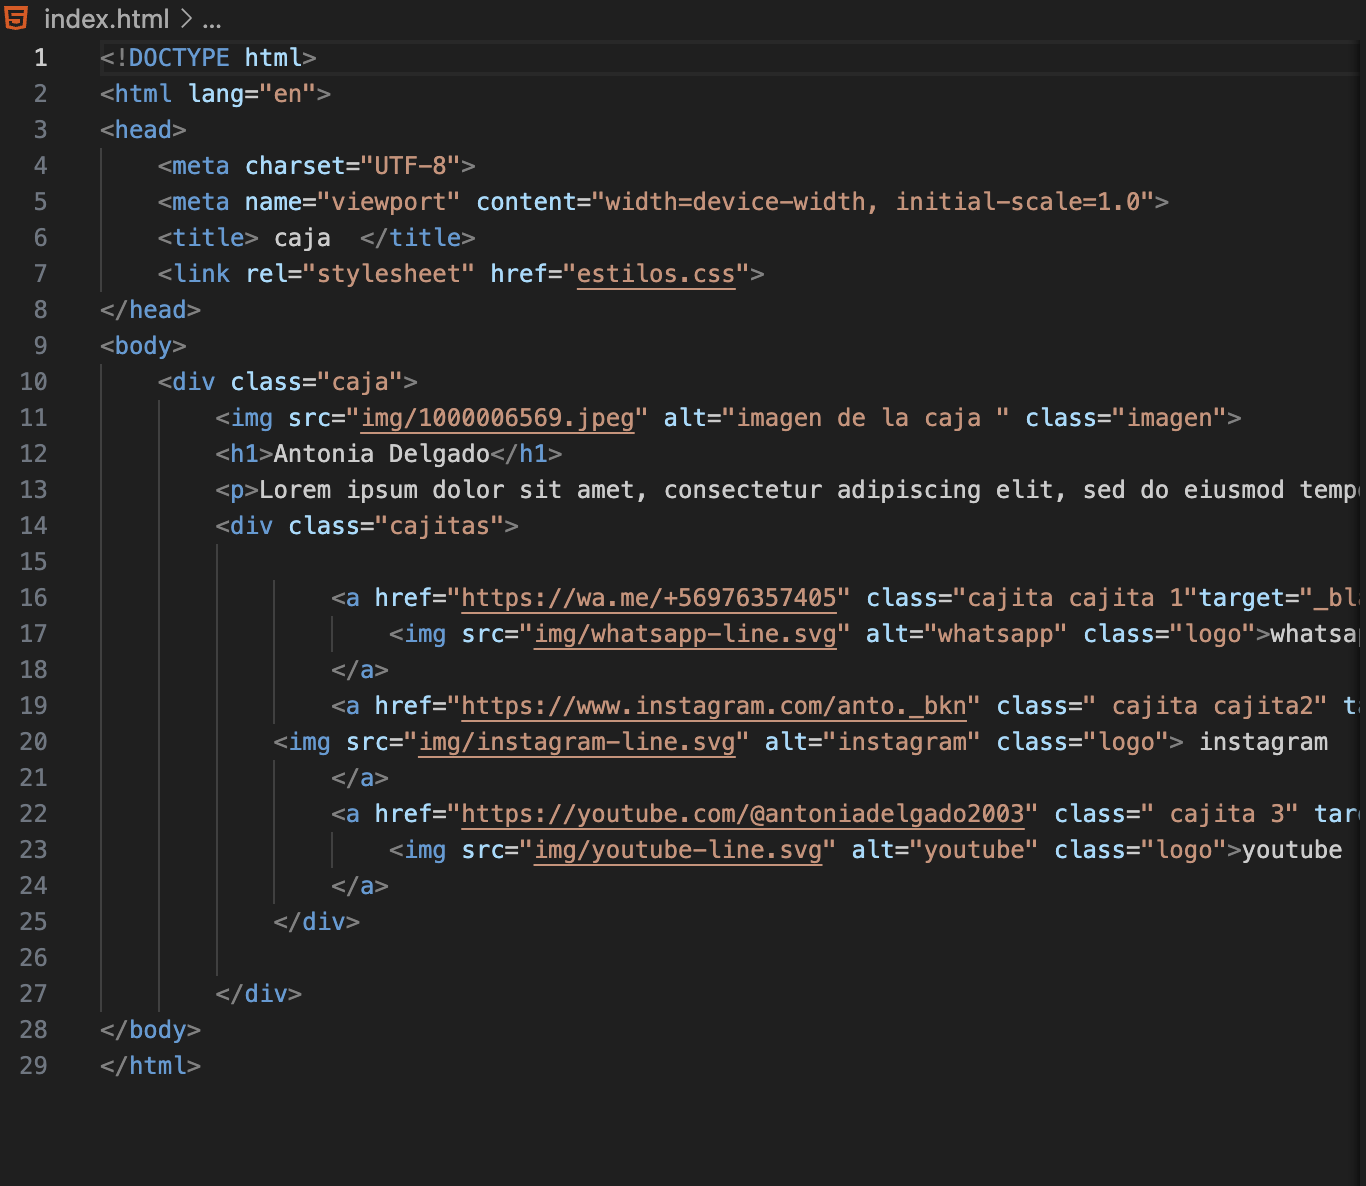 index.html > ...
1 <!DOCTYPE html>
2 <html lang="en">
3 <head>
4 <meta charset="UTF-8">
5 <meta name="viewport" content="width=device-width, initial-scale=1.0">
6 <title> caja  </title>
7 <link rel="stylesheet" href="estilos.css">
8 </head>
9 <body>
10 <div class="caja">
11 <img src="img/1000006569.jpeg" alt="imagen de la caja " class="imagen">
12 <h1>Antonia Delgado</h1>
13 <p>Lorem ipsum dolor sit amet, consectetur adipiscing elit, sed do eiusmod temp
14 <div class="cajitas">
15
16 <a href="https://wa.me/+56976357405" class="cajita cajita 1"target="_bl
17 <img src="img/whatsapp-line.svg" alt="whatsapp" class="logo">whatsa
18 </a>
19 <a href="https://www.instagram.com/anto._bkn" class=" cajita cajita2" t
20 <img src="img/instagram-line.svg" alt="instagram" class="logo"> instagram
21 </a>
22 <a href="https://youtube.com/@antoniadelgado2003" class=" cajita 3" tar
23 <img src="img/youtube-line.svg" alt="youtube" class="logo">youtube
24 </a>
25 </div>
26
27 </div>
28 </body>
29 </html>